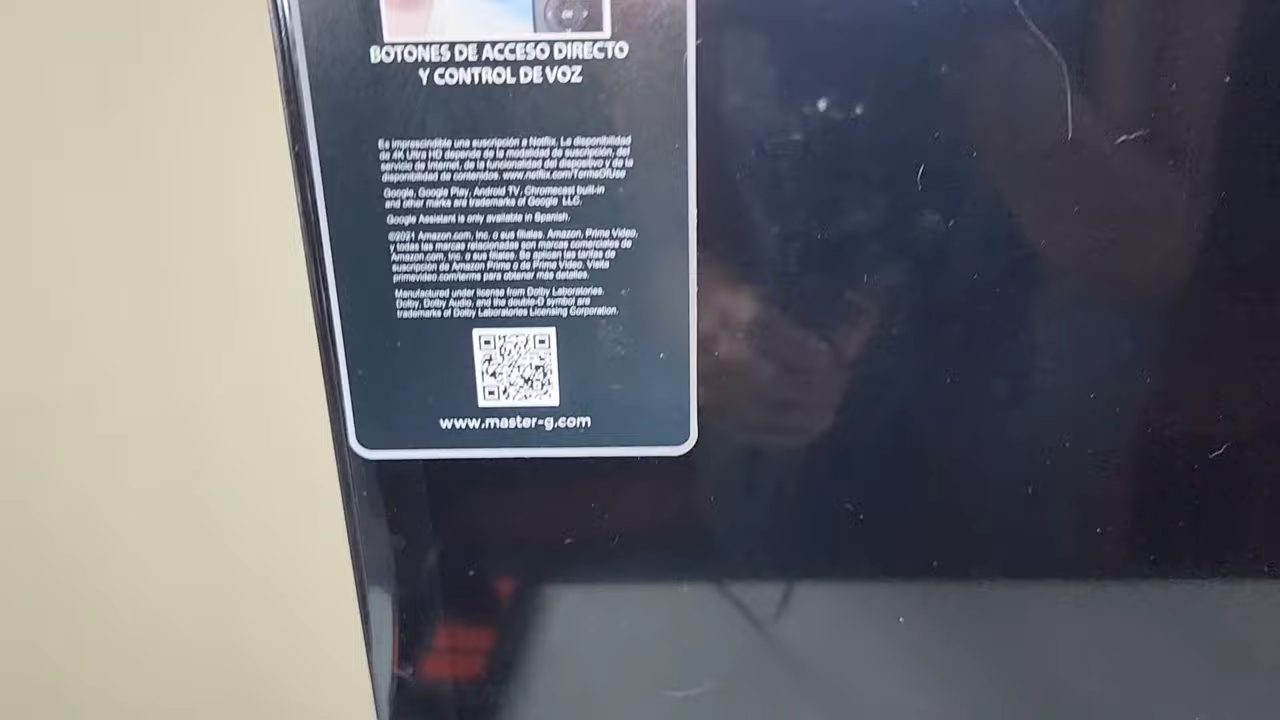 BOTONES DE ACCESO DIRECTO
Y CONTROL DE VOZ
Es imprescindible una suscripción a Netflix. La disponibilidad
de 4K Ultra HD depende de la modalidad de suscripción, del
servicio de Internet, de la funcionalidad del dispositivo y de la
disponibilidad de contenidos. www.netflix.com/TermsOfUse
Google, Google Play, Android TV, Chromecast built-in
and other marks are trademarks of Google LLC.
Google Assistant is only available in Spanish.
©2021 Amazon.com, Inc. o sus filiales. Amazon, Prime Video,
y todas las marcas relacionadas son marcas comerciales de
Amazon.com, Inc. o sus filiales. Se aplican las tarifas de
suscripción de Amazon Prime o de Prime Video. Visita
primevideo.com/terms para obtener más detalles.
Manufactured under license from Dolby Laboratories.
Dolby, Dolby Audio, and the double-D symbol are
trademarks of Dolby Laboratories Licensing Corporation.
www.master-g.com